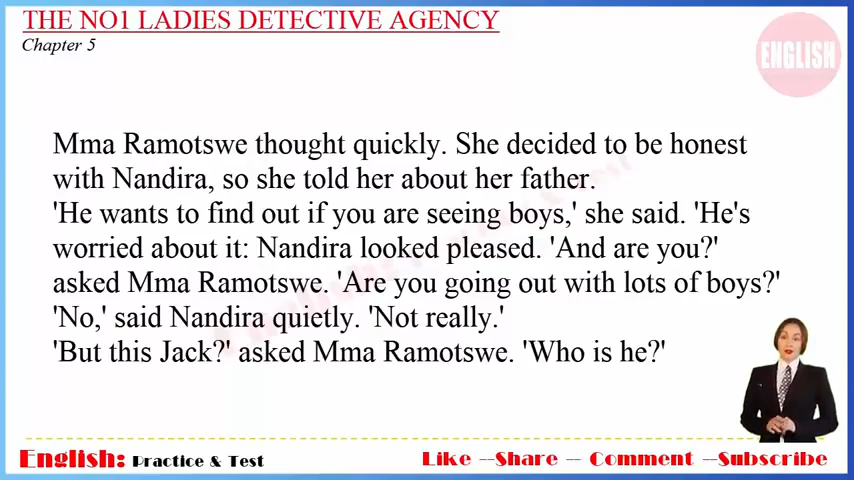 THE NO1 LADIES DETECTIVE AGENCY
Chapter 5
ENGLISH
Mma Ramotswe thought quickly. She decided to be honest
with Nandira, so she told her about her father.
'He wants to find out if you are seeing boys,' she said. 'He's
worried about it: Nandira looked pleased. 'And are you?'
asked Mma Ramotswe. 'Are you going out with lots of boys?'
'No,' said Nandira quietly. 'Not really.'
'But this Jack?' asked Mma Ramotswe. 'Who is he?'
English: Practice & Test
Like --Share -- Comment --Subscribe